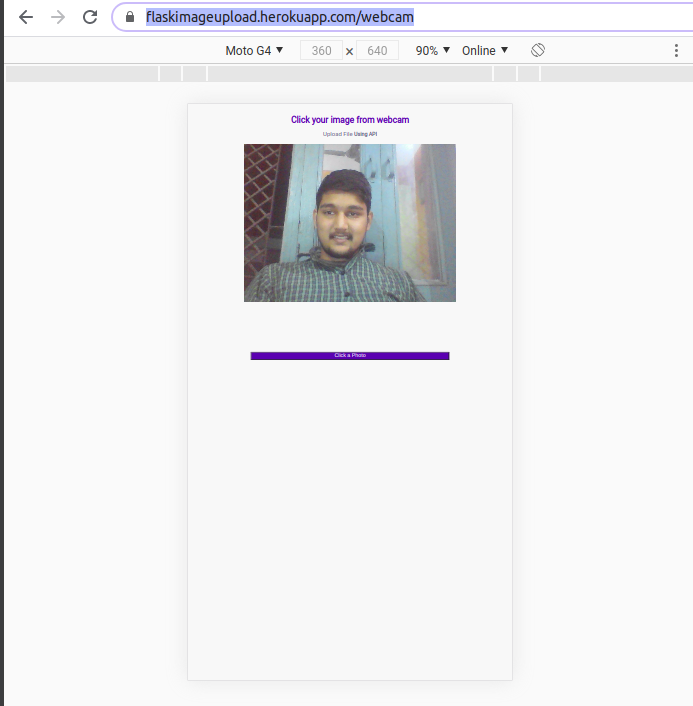 flaskimageupload.herokuapp.com/webcam
Moto G4 360 × 640 90% Online
Click your image from webcam
Upload File Using API
Click a Photo